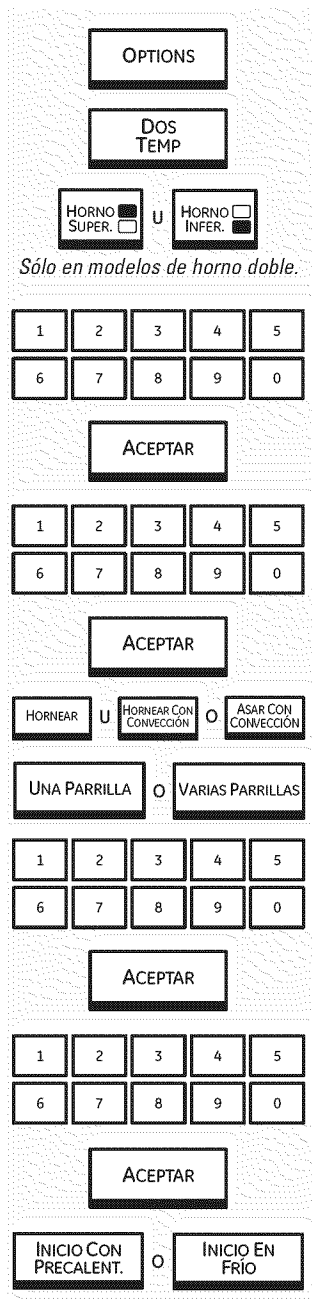 OPTIONS
DOS
TEMP
HORNO
SUPER.
U
HORNO
INFER.
Sólo en modelos de horno doble.
1 2 3 4 5
6 7 8 9 0
ACEPTAR
1 2 3 4 5
6 7 8 9 0
ACEPTAR
HORNEAR U HORNEAR CON
CONVECCIÓN O ASAR CON
CONVECCIÓN
UNA PARRILLA O VARIAS PARRILLAS
1 2 3 4 5
6 7 8 9 0
ACEPTAR
1 2 3 4 5
6 7 8 9 0
ACEPTAR
INICIO CON
PRECALENT. O INICIO EN
FRÍO